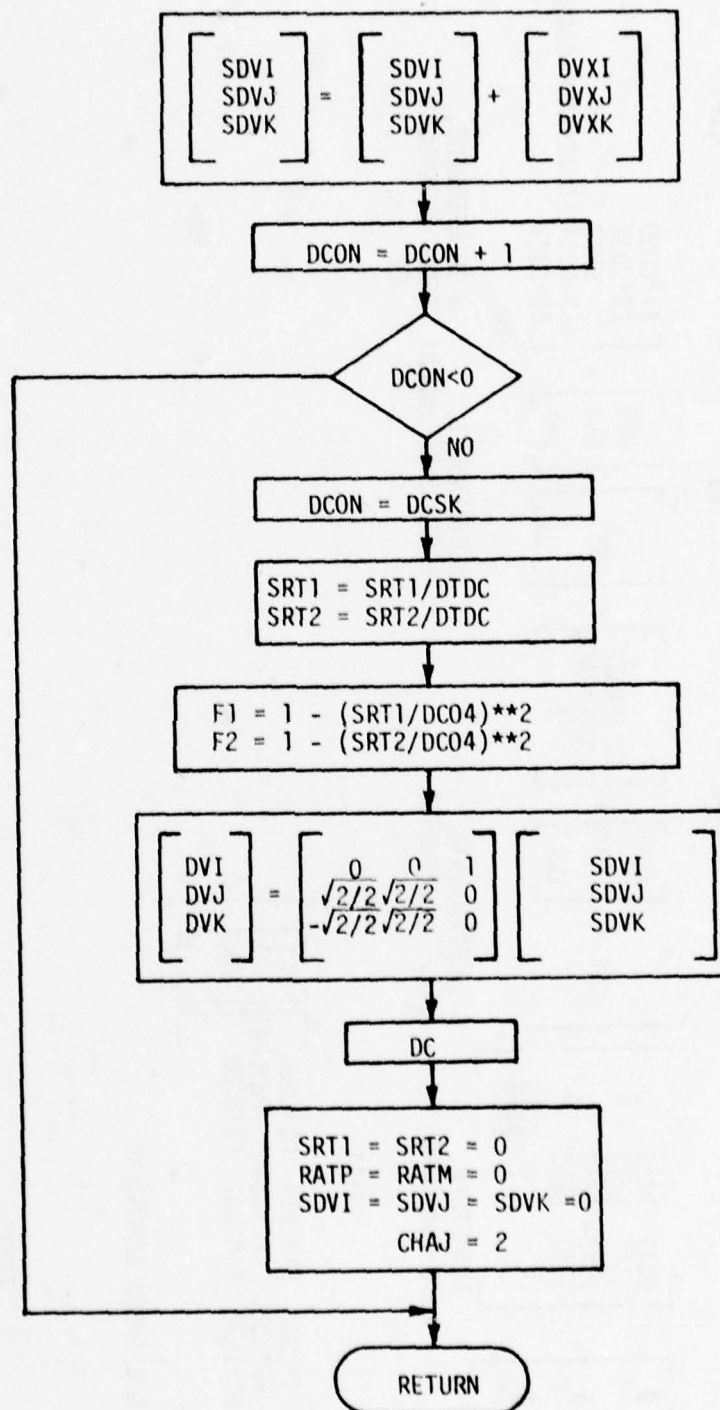 SDVI SDVI DVXI
SDVJ = SDVJ + DVXJ
SDVK SDVK DVXK
DCON = DCON + 1
DCON<0
NO
DCON = DCSK
SRT1 = SRT1/DTDC
SRT2 = SRT2/DTDC
F1 = 1 - (SRT1/DC04)**2
F2 = 1 - (SRT2/DC04)**2
DVI 0 0 1 SDVI
DVJ = √2/2 √2/2 0 SDVJ
DVK -√2/2 √2/2 0 SDVK
DC
SRT1 = SRT2 = 0
RATP = RATM = 0
SDVI = SDVJ = SDVK =0
CHAJ = 2
RETURN